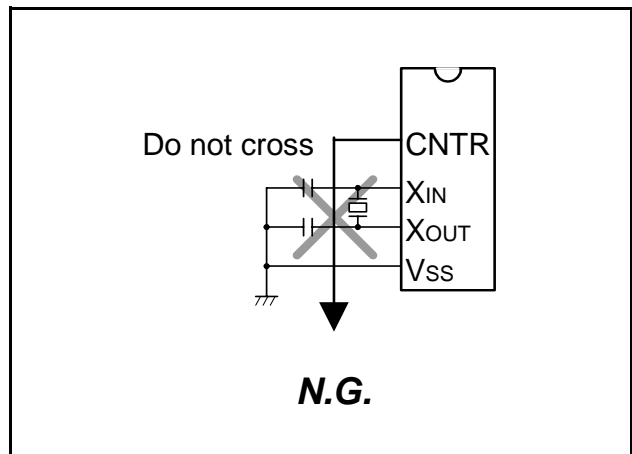 Do not cross
CNTR
XIN
XOUT
VSS
N.G.